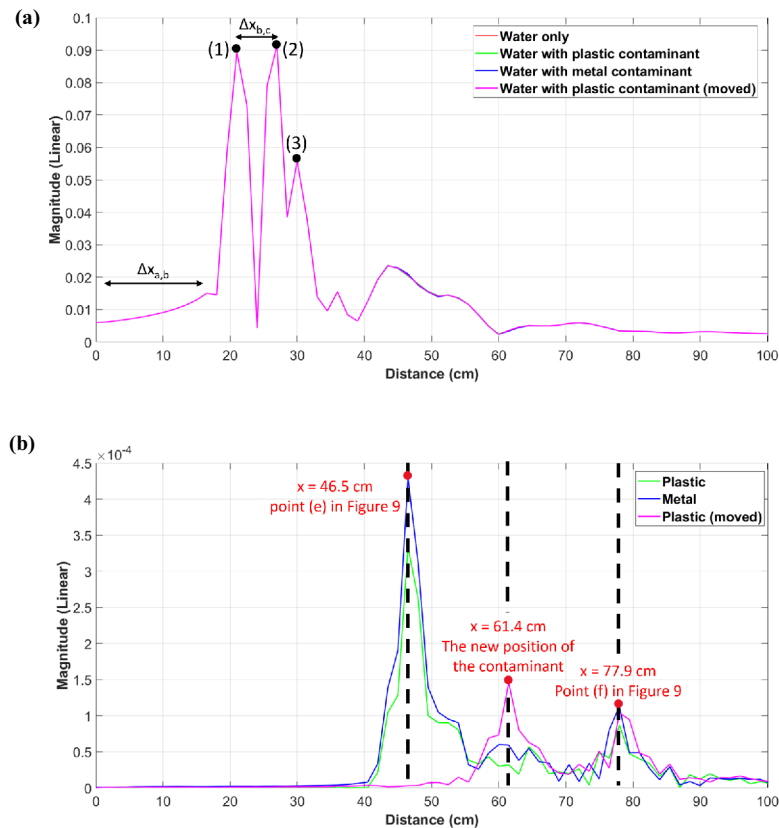 (a)
Δx_b,c
(1)
(2)
(3)
Δx_a,b
Water only
Water with plastic contaminant
Water with metal contaminant
Water with plastic contaminant (moved)
Magnitude (Linear)
0.1
0.09
0.08
0.07
0.06
0.05
0.04
0.03
0.02
0.01
0
0 10 20 30 40 50 60 70 80 90 100
Distance (cm)
(b)
×10⁻⁴
x = 46.5 cm
point (e) in Figure 9
Plastic
Metal
Plastic (moved)
x = 61.4 cm
The new position of
the contaminant
x = 77.9 cm
Point (f) in Figure 9
Magnitude (Linear)
4.5
4
3.5
3
2.5
2
1.5
1
0.5
0
0 10 20 30 40 50 60 70 80 90 100
Distance (cm)